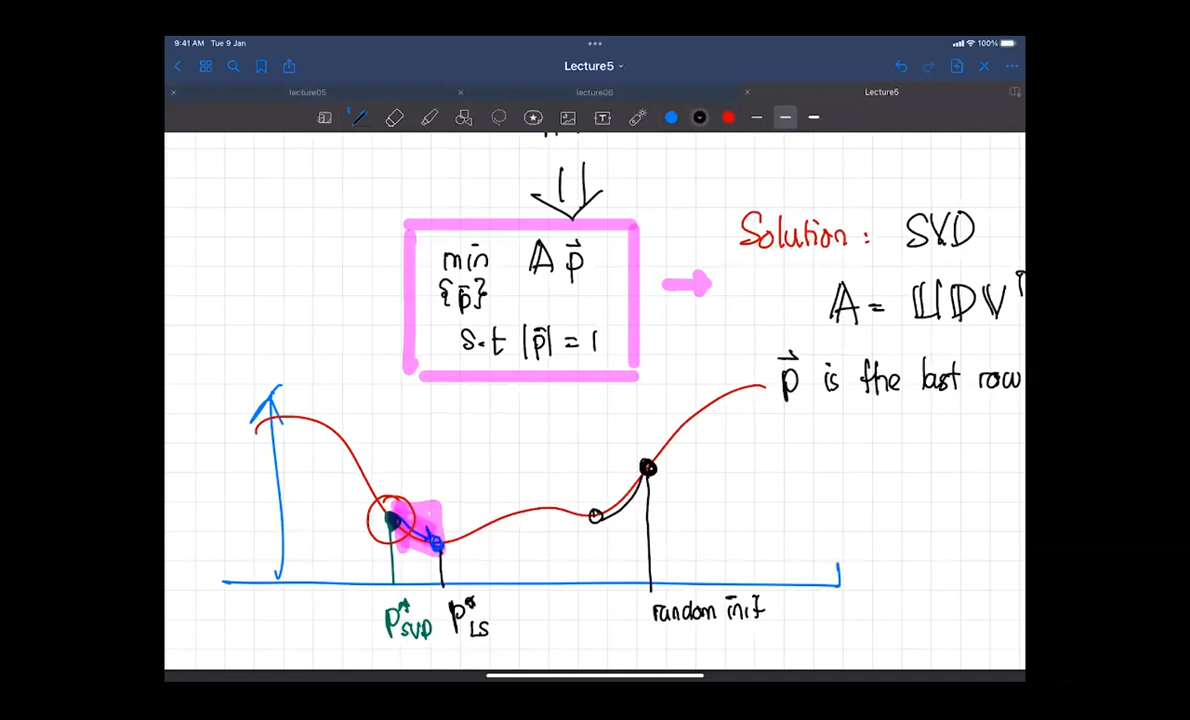 9:41 AM Tue 9 Jan
100%
Lecture5
lecture05
lecture06
Lecture5
min A p
{p}
s.t |p| = 1
Solution: SVD
A = UDV
p is the last row
p*SVD
p*LS
random init